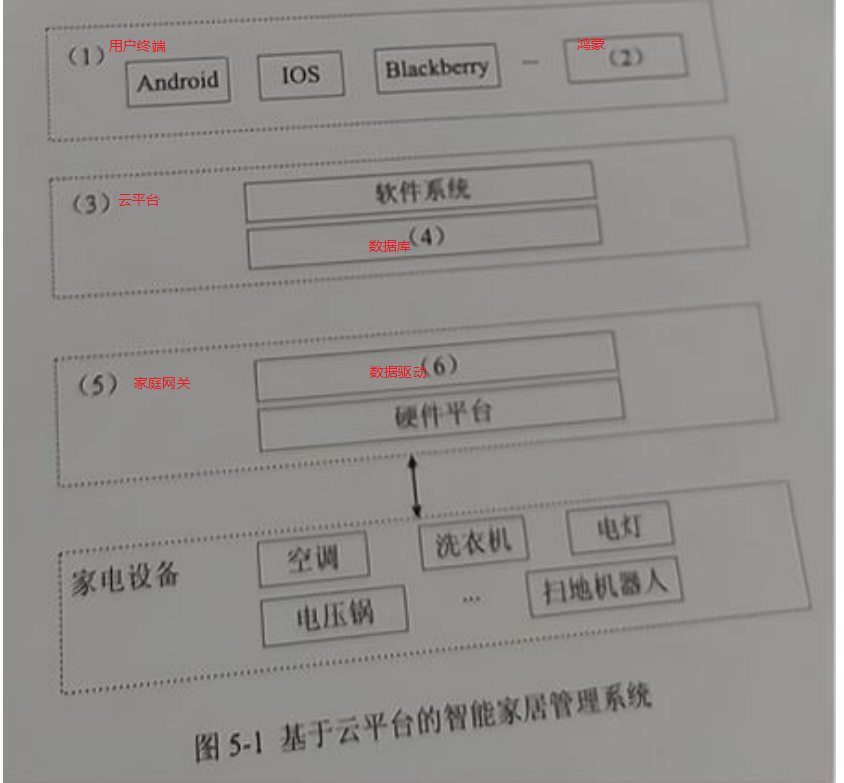 （1）用户终端
Android
IOS
Blackberry
鸿蒙
（2）
（3）云平台
软件系统
数据库（4）
（5）家庭网关
数据驱动（6）
硬件平台
家电设备
空调
洗衣机
电灯
电压锅
...
扫地机器人
图 5-1 基于云平台的智能家居管理系统